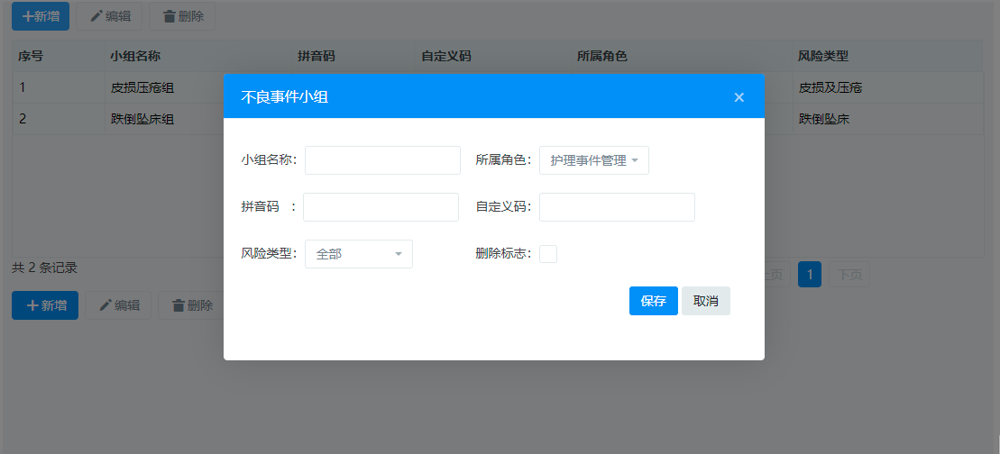 新增 编辑 删除
序号 小组名称 拼音码 自定义码 所属角色 风险类型
不良事件小组 ×
1 皮损压疮组 皮损及压疮
2 跌倒坠床组 跌倒坠床
小组名称： 所属角色： 护理事件管理
拼音码 ： 自定义码：
风险类型： 全部 删除标志：
共 2 条记录 上页 1 下页
保存 取消
新增 编辑 删除